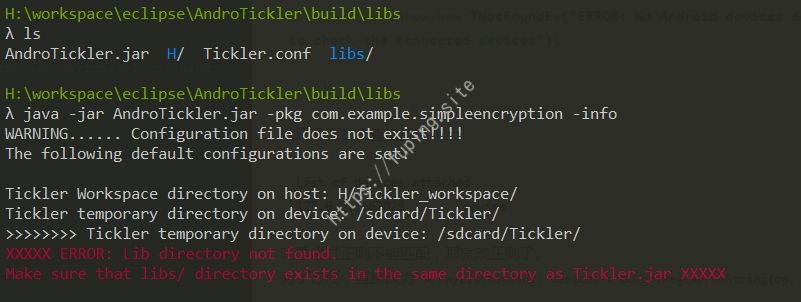 H:\workspace\eclipse\AndroTickler\build\libs
λ ls
AndroTickler.jar  H/  Tickler.conf  libs/
H:\workspace\eclipse\AndroTickler\build\libs
λ java -jar AndroTickler.jar -pkg com.example.simpleencryption -info
WARNING...... Configuration file does not exist!!!!
The following default configurations are set
Tickler Workspace directory on host: H/Tickler_workspace/
Tickler temporary directory on device: /sdcard/Tickler/
>>>>>>>> Tickler temporary directory on device: /sdcard/Tickler/
XXXXX ERROR: Lib directory not found.
Make sure that libs/ directory exists in the same directory as Tickler.jar XXXXX
https://nuping.site